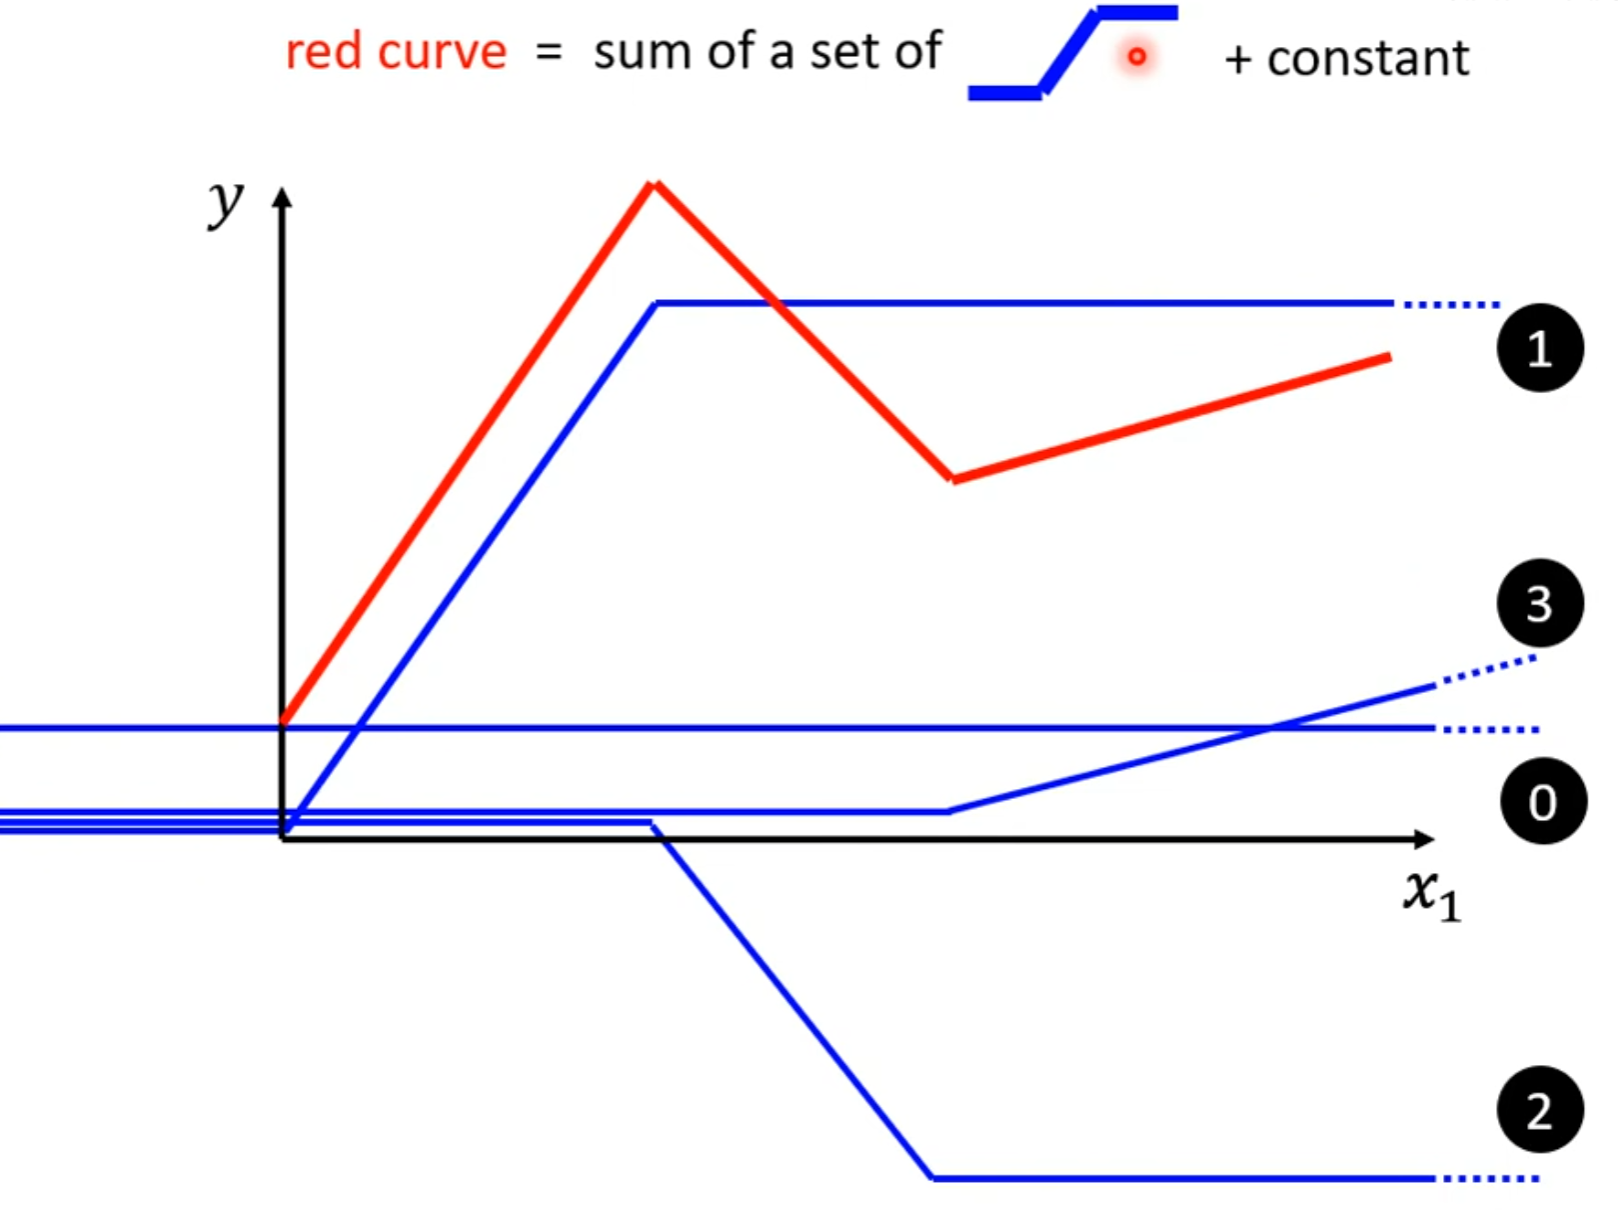 red curve = sum of a set of + constant
y
1
3
0
x₁
2